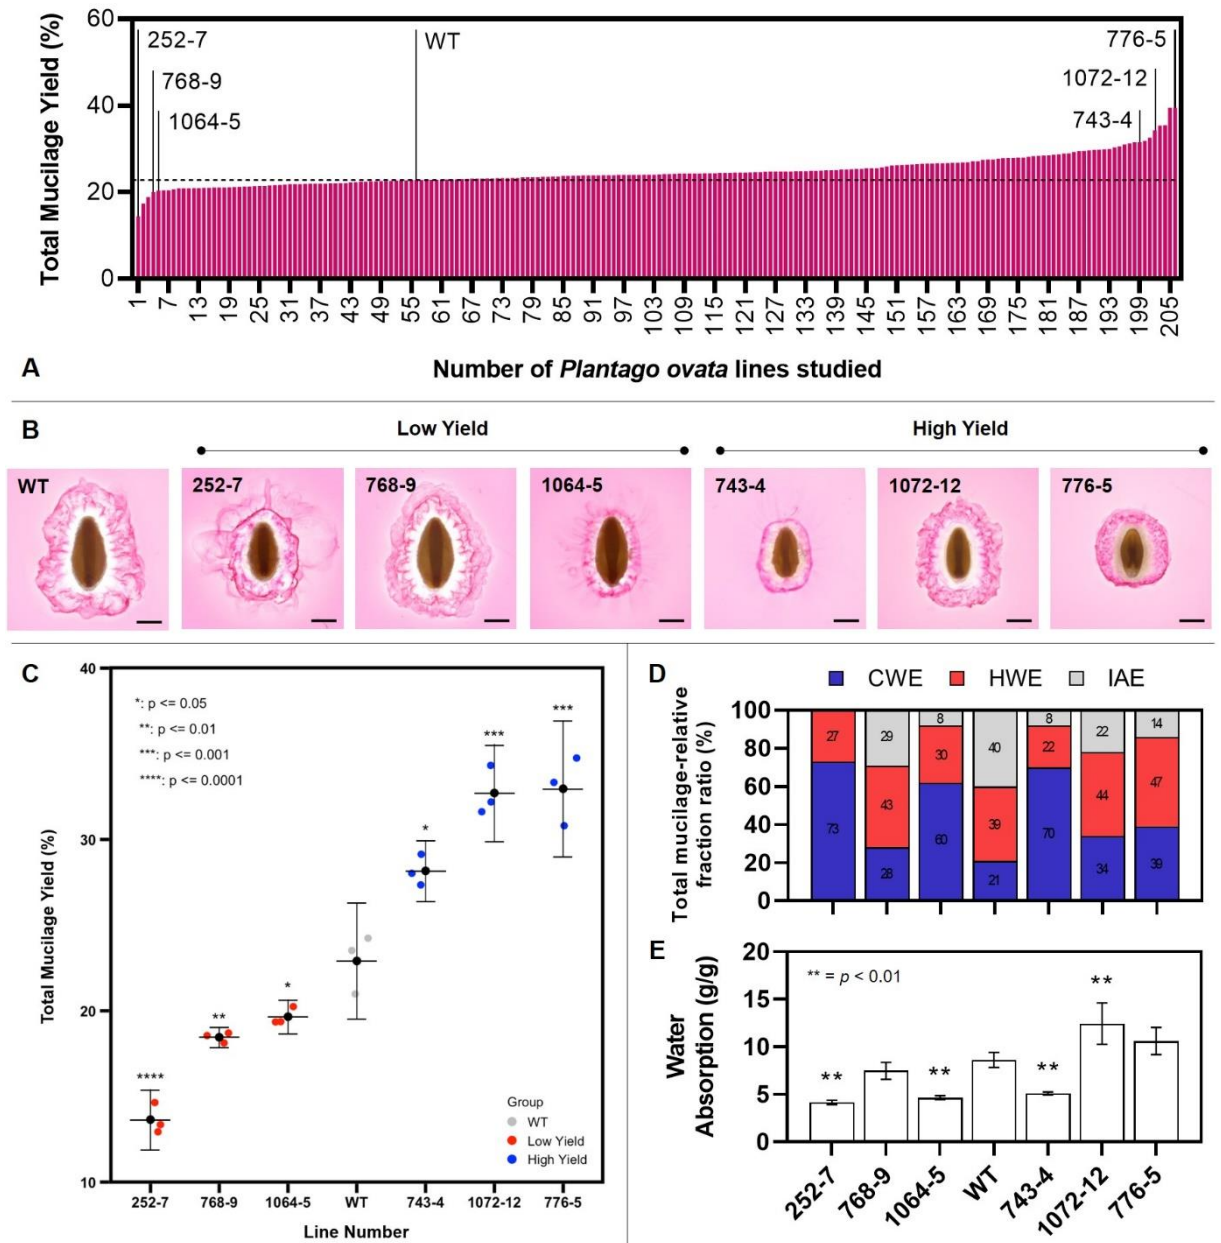 Total Mucilage Yield (%)
60
40
20
0
252-7
768-9
1064-5
WT
776-5
1072-12
743-4
1 7 13 19 25 31 37 43 49 55 61 67 73 79 85 91 97 103 109 115 121 127 133 139 145 151 157 163 169 175 181 187 193 199 205
Number of Plantago ovata lines studied
A
B
Low Yield
High Yield
WT
252-7
768-9
1064-5
743-4
1072-12
776-5
C
Total Mucilage Yield (%)
40
30
20
10
*: p <= 0.05
**: p <= 0.01
***: p <= 0.001
****: p <= 0.0001
****
**
*
*
***
***
Group
WT
Low Yield
High Yield
252-7 768-9 1064-5 WT 743-4 1072-12 776-5
Line Number
D
CWE HWE IAE
Total mucilage-relative
fraction ratio (%)
100
80
60
40
20
0
27 73
29 43 28
8 30 60
40 39 21
8 22 70
22 44 34
14 47 39
E
Water
Absorption (g/g)
20
15
10
5
0
** = p < 0.01
** ** ** **
252-7 768-9 1064-5 WT 743-4 1072-12 776-5